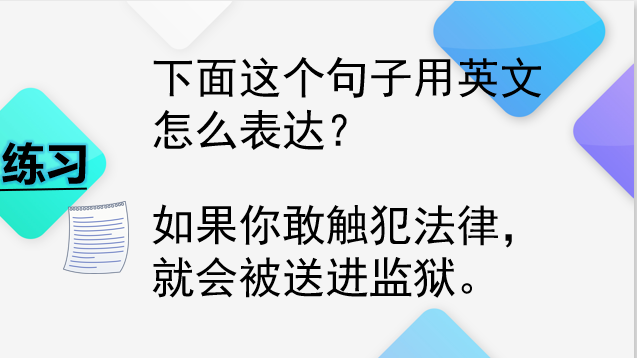 下面这个句子用英文
怎么表达？
练习
如果你敢触犯法律，
就会被送进监狱。